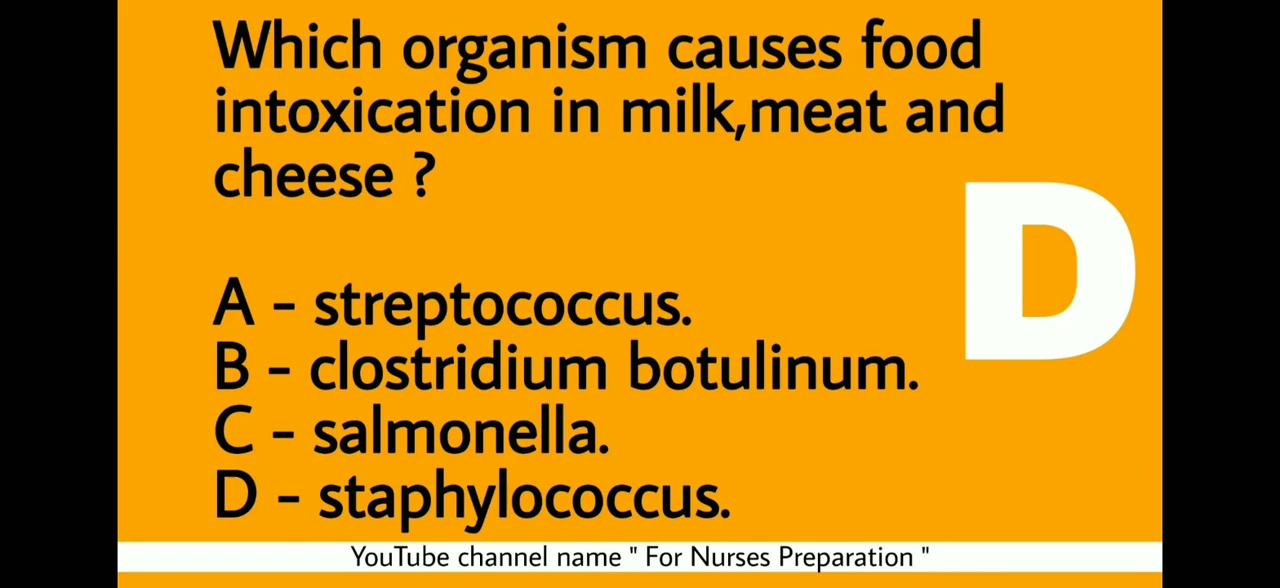 Which organism causes food
intoxication in milk,meat and
cheese ?
D
A - streptococcus.
B - clostridium botulinum.
C - salmonella.
D - staphylococcus.
YouTube channel name " For Nurses Preparation "